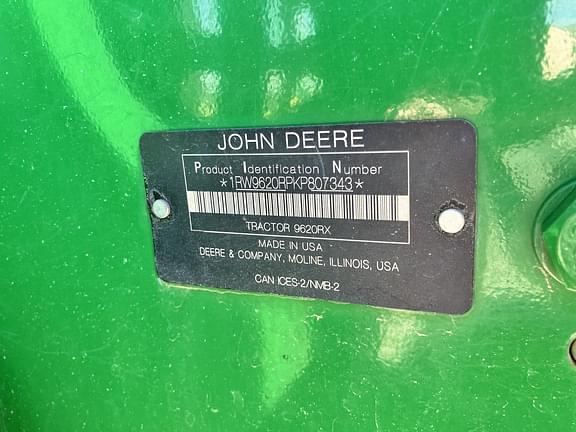 JOHN DEERE
Product Identification Number
*1RW9620RPKP807343*
TRACTOR 9620RX
MADE IN USA
DEERE & COMPANY, MOLINE, ILLINOIS, USA
CAN ICES-2/NMB-2